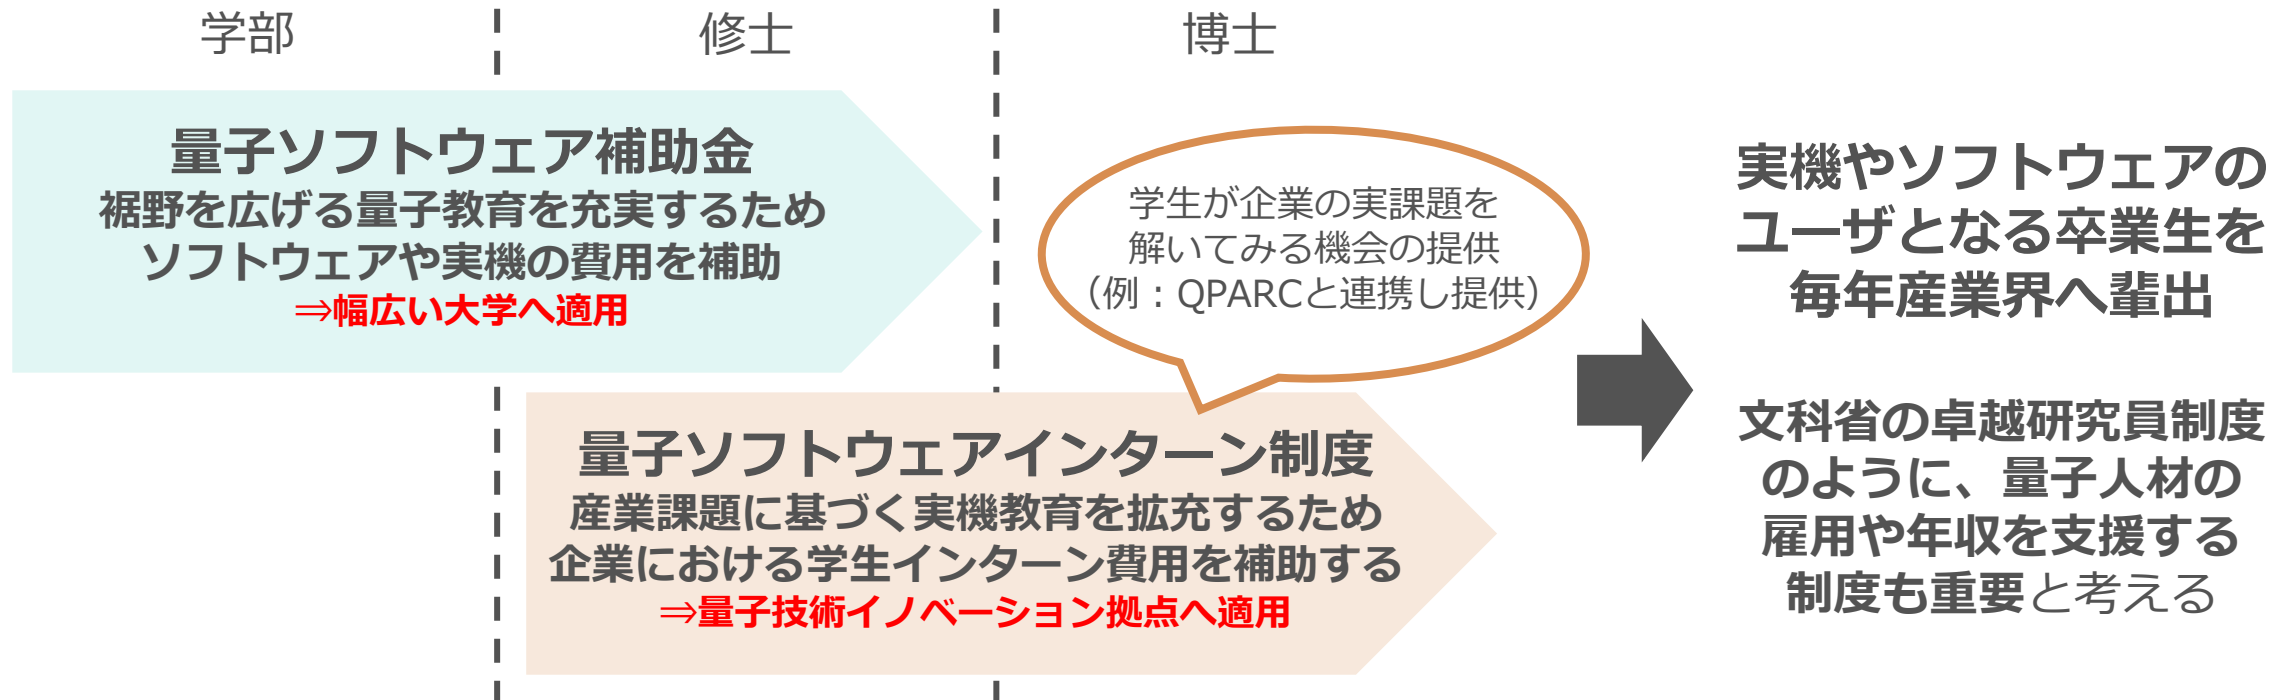 学部
修士
博士
量子ソフトウェア補助金
裾野を広げる量子教育を充実するため
ソフトウェアや実機の費用を補助
⇒幅広い大学へ適用
学生が企業の実課題を
解いてみる機会の提供
（例：QPARCと連携し提供）
量子ソフトウェアインターン制度
産業課題に基づく実機教育を拡充するため
企業における学生インターン費用を補助する
⇒量子技術イノベーション拠点へ適用
実機やソフトウェアの
ユーザとなる卒業生を
毎年産業界へ輩出
文科省の卓越研究員制度
のように、量子人材の
雇用や年収を支援する
制度も重要と考える